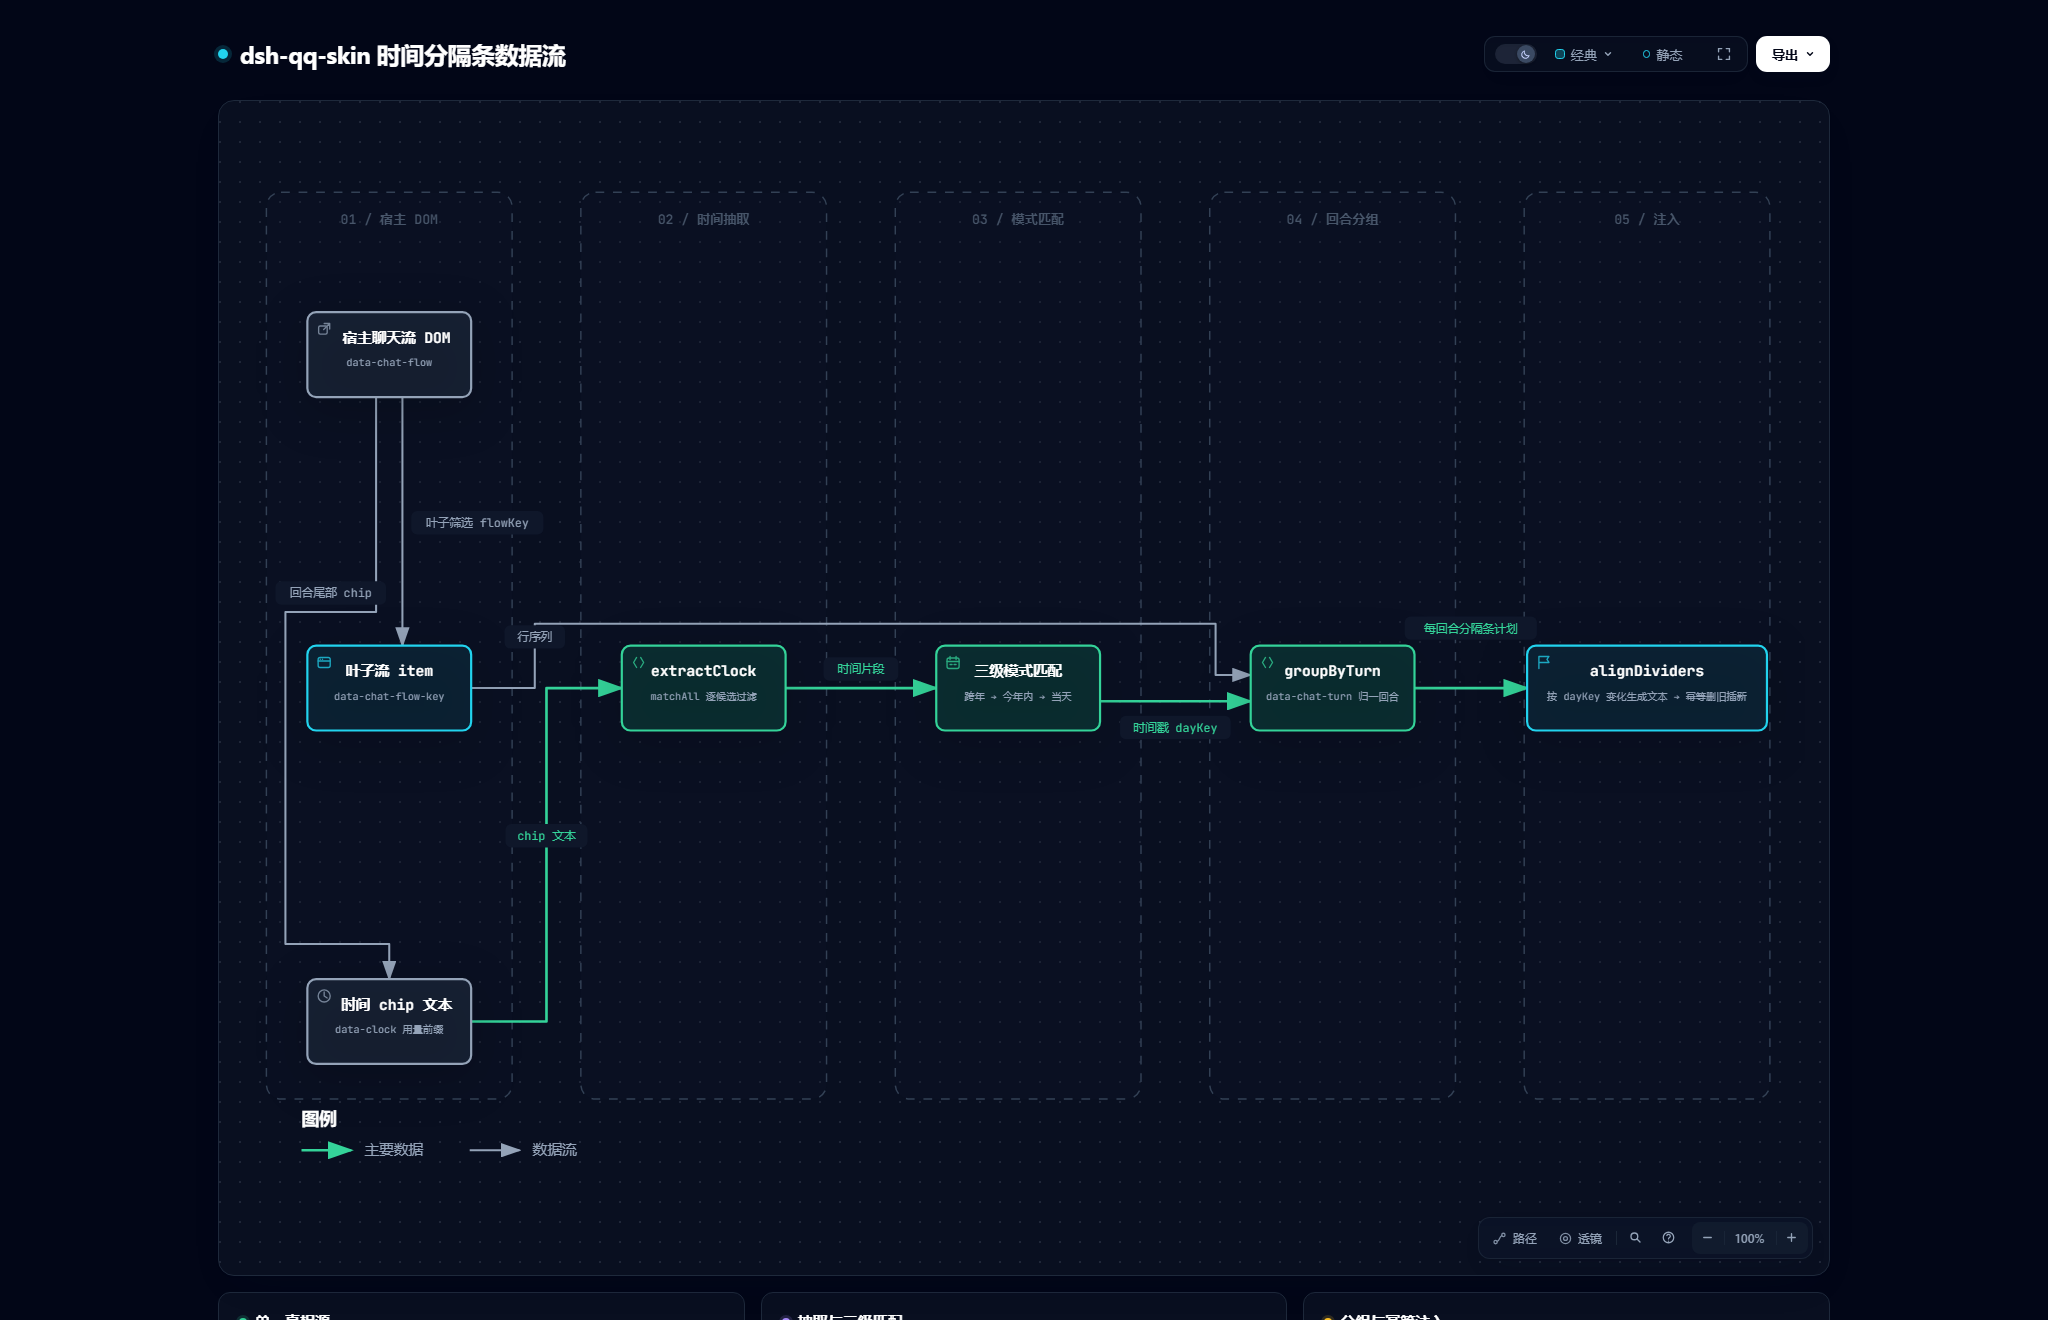 dsh-qq-skin 时间分隔条数据流
经典
静态
导出
01 / 宿主 DOM
02 / 时间抽取
03 / 模式匹配
04 / 回合分组
05 / 注入
宿主聊天流 DOM
data-chat-flow
叶子筛选 flowKey
回合尾部 chip
行序列
每回合分隔条计划
叶子流 item
data-chat-flow-key
extractClock
matchAll 逐候选过滤
时间片段
三级模式匹配
跨年 → 今年内 → 当天
时间戳 dayKey
groupByTurn
data-chat-turn 归一回合
alignDividers
按 dayKey 变化生成文本 → 幂等删旧插新
chip 文本
时间 chip 文本
data-clock 用量前缀
图例
主要数据
数据流
路径
透镜
100%